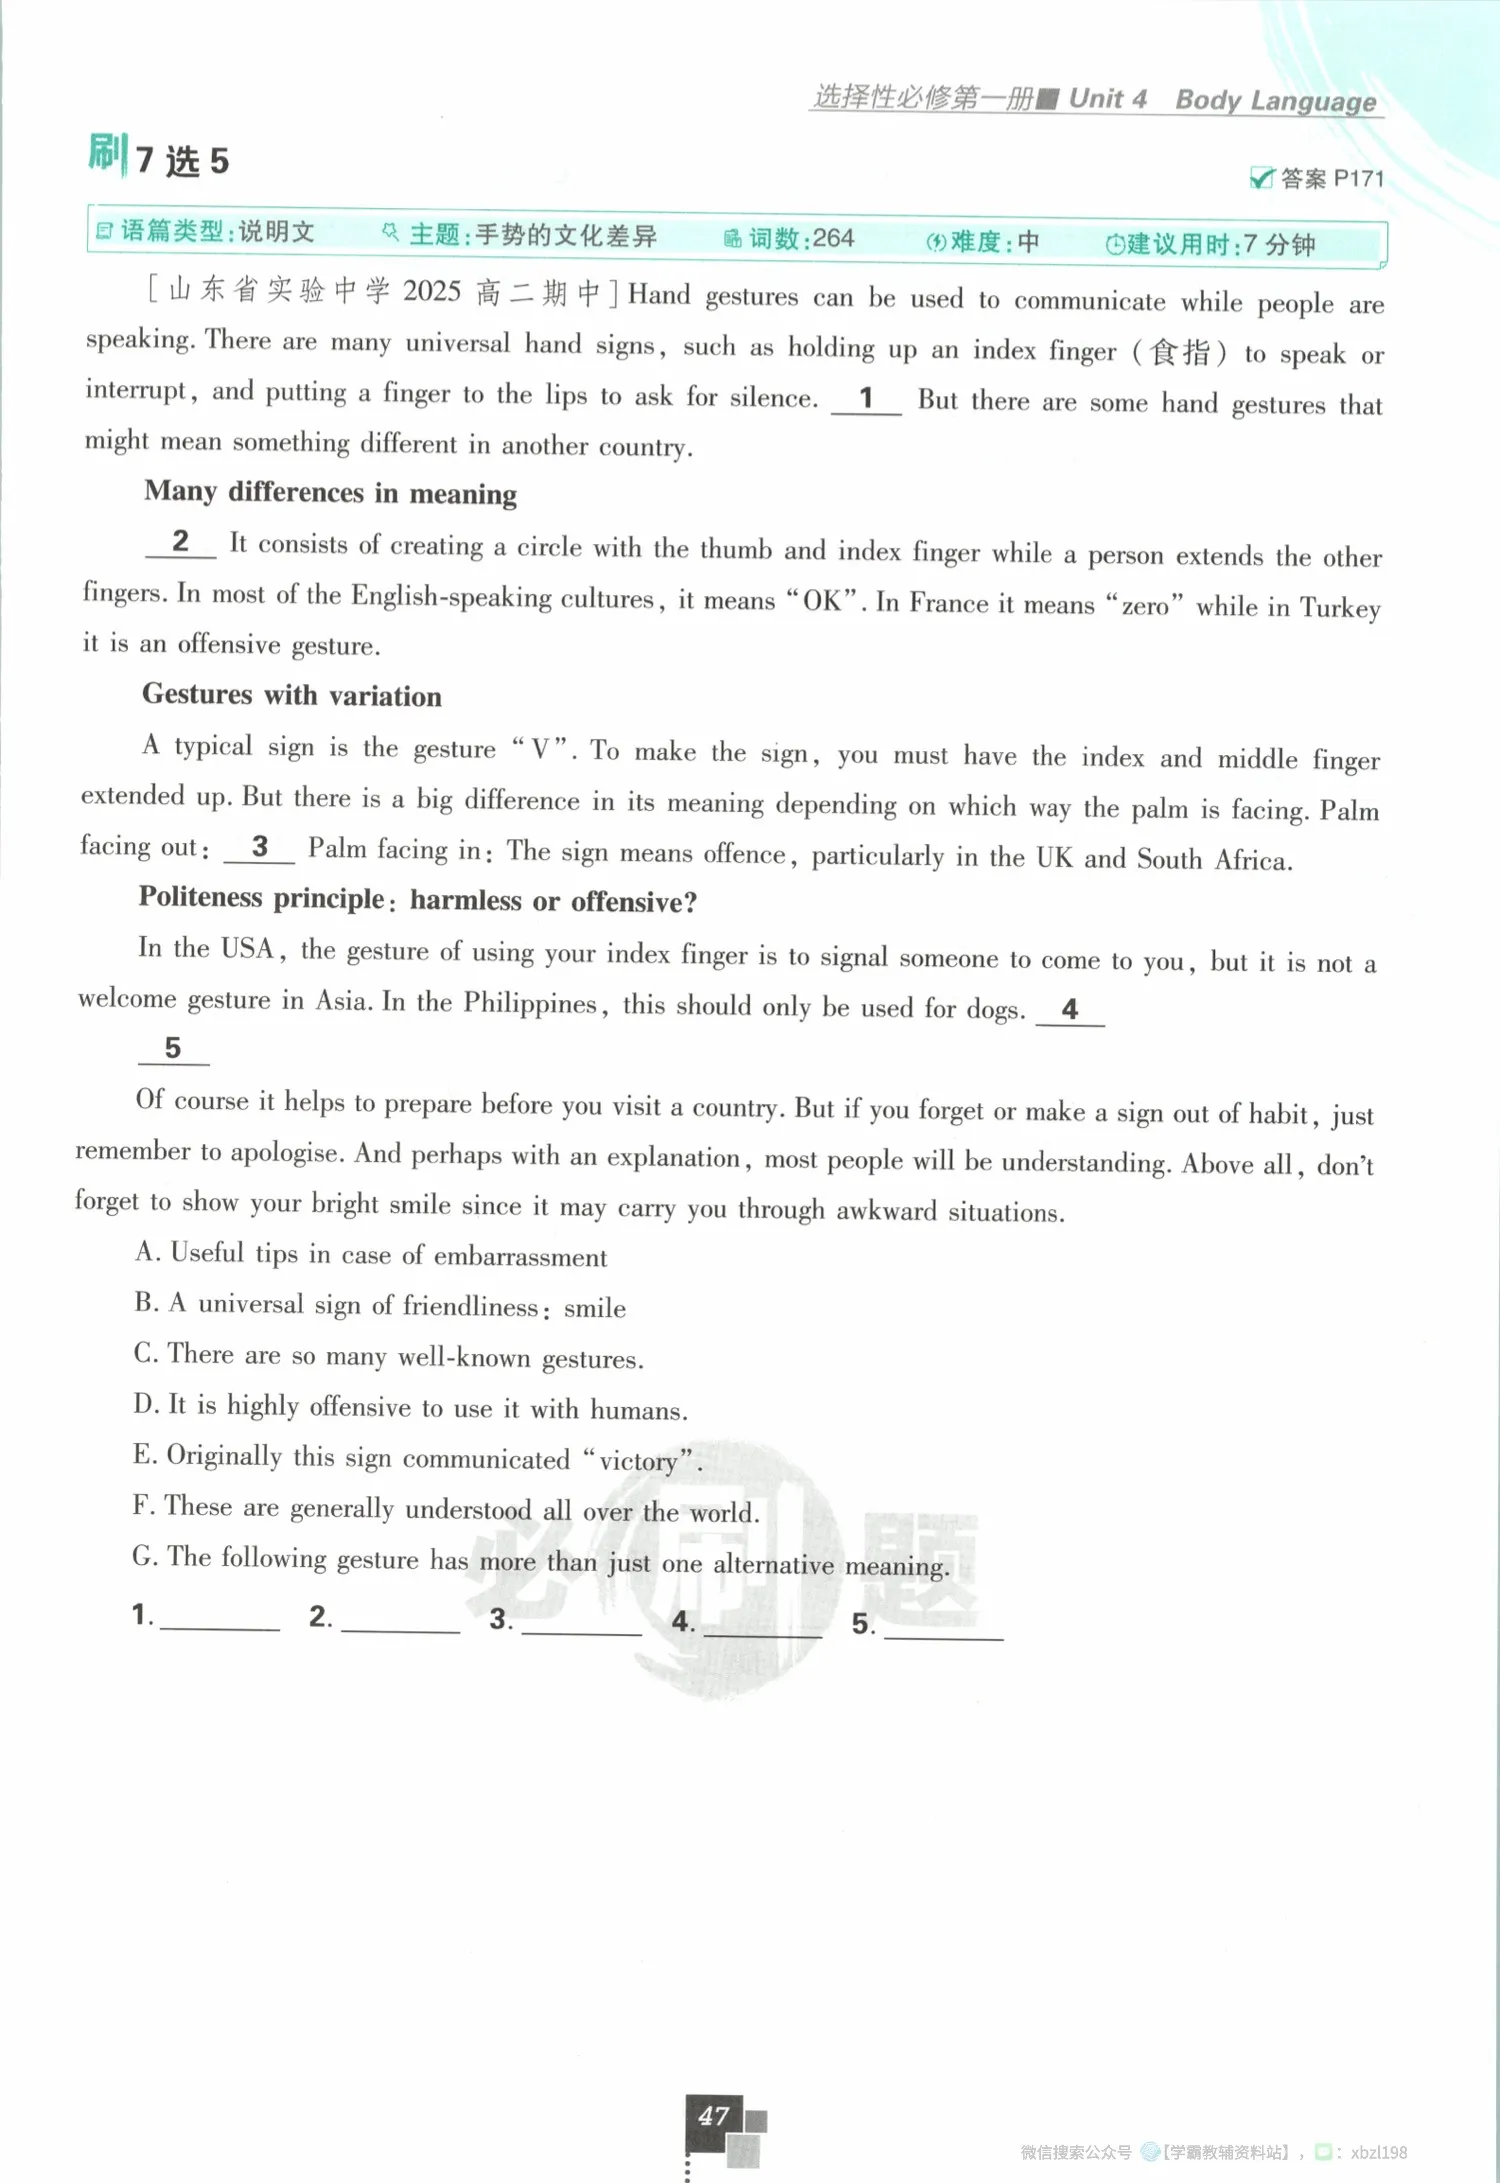 选择性必修第一册■ Unit 4 Body Language
刷 7 选 5
答案 P171
语篇类型:说明文 主题:手势的文化差异 词数:264 难度:中 建议用时:7 分钟
[山东省实验中学 2025 高二期中]Hand gestures can be used to communicate while people are
speaking. There are many universal hand signs, such as holding up an index finger (食指) to speak or
interrupt, and putting a finger to the lips to ask for silence. 1 But there are some hand gestures that
might mean something different in another country.
Many differences in meaning
2 It consists of creating a circle with the thumb and index finger while a person extends the other
fingers. In most of the English-speaking cultures, it means “OK”. In France it means “zero” while in Turkey
it is an offensive gesture.
Gestures with variation
A typical sign is the gesture “V”. To make the sign, you must have the index and middle finger
extended up. But there is a big difference in its meaning depending on which way the palm is facing. Palm
facing out: 3 Palm facing in: The sign means offence, particularly in the UK and South Africa.
Politeness principle: harmless or offensive?
In the USA, the gesture of using your index finger is to signal someone to come to you, but it is not a
welcome gesture in Asia. In the Philippines, this should only be used for dogs. 4
5
Of course it helps to prepare before you visit a country. But if you forget or make a sign out of habit, just
remember to apologise. And perhaps with an explanation, most people will be understanding. Above all, don’t
forget to show your bright smile since it may carry you through awkward situations.
A. Useful tips in case of embarrassment
B. A universal sign of friendliness: smile
C. There are so many well-known gestures.
D. It is highly offensive to use it with humans.
E. Originally this sign communicated “victory”.
F. These are generally understood all over the world.
G. The following gesture has more than just one alternative meaning.
必刷题
1. ______ 2. ______ 3. ______ 4. ______ 5. ______
47
微信搜索公众号【学霸教辅资料站】，：xbzl198